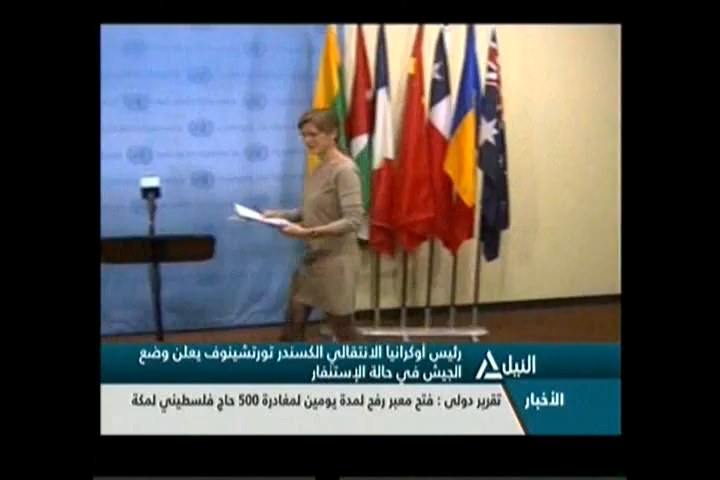 رئيس أوكرانيا الانتقالي الكسندر تورتشينوف يعلن وضع
الجيش في حالة الإستنفار
النيل
الأخبار
تقرير دولى : فتح معبر رفح لمدة يومين لمغادرة 500 حاج فلسطيني لمكة